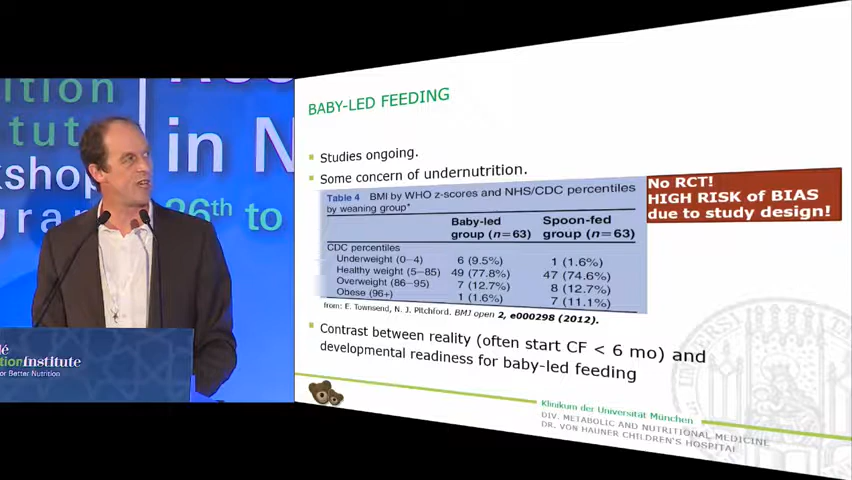 ition
tute
kshop
gram
in N
26th to
lé
tioninstitute
for Better Nutrition
BABY-LED FEEDING
Studies ongoing.
Some concern of undernutrition.
Table 4 BMI by WHO z-scores and NHS/CDC percentiles
by weaning group*
Baby-led Spoon-fed
group (n=63) group (n=63)
CDC percentiles
Underweight (0–4) 6 (9.5%) 1 (1.6%)
Healthy weight (5–85) 49 (77.8%) 47 (74.6%)
Overweight (86–95) 7 (12.7%) 8 (12.7%)
Obese (96+) 1 (1.6%) 7 (11.1%)
from: E. Townsend, N. J. Pitchford. BMJ open 2, e000298 (2012).
No RCT!
HIGH RISK of BIAS
due to study design!
Contrast between reality (often start CF < 6 mo) and
developmental readiness for baby-led feeding
Klinikum der Universität München
DIV. METABOLIC AND NUTRITIONAL MEDICINE
DR. VON HAUNER CHILDREN'S HOSPITAL